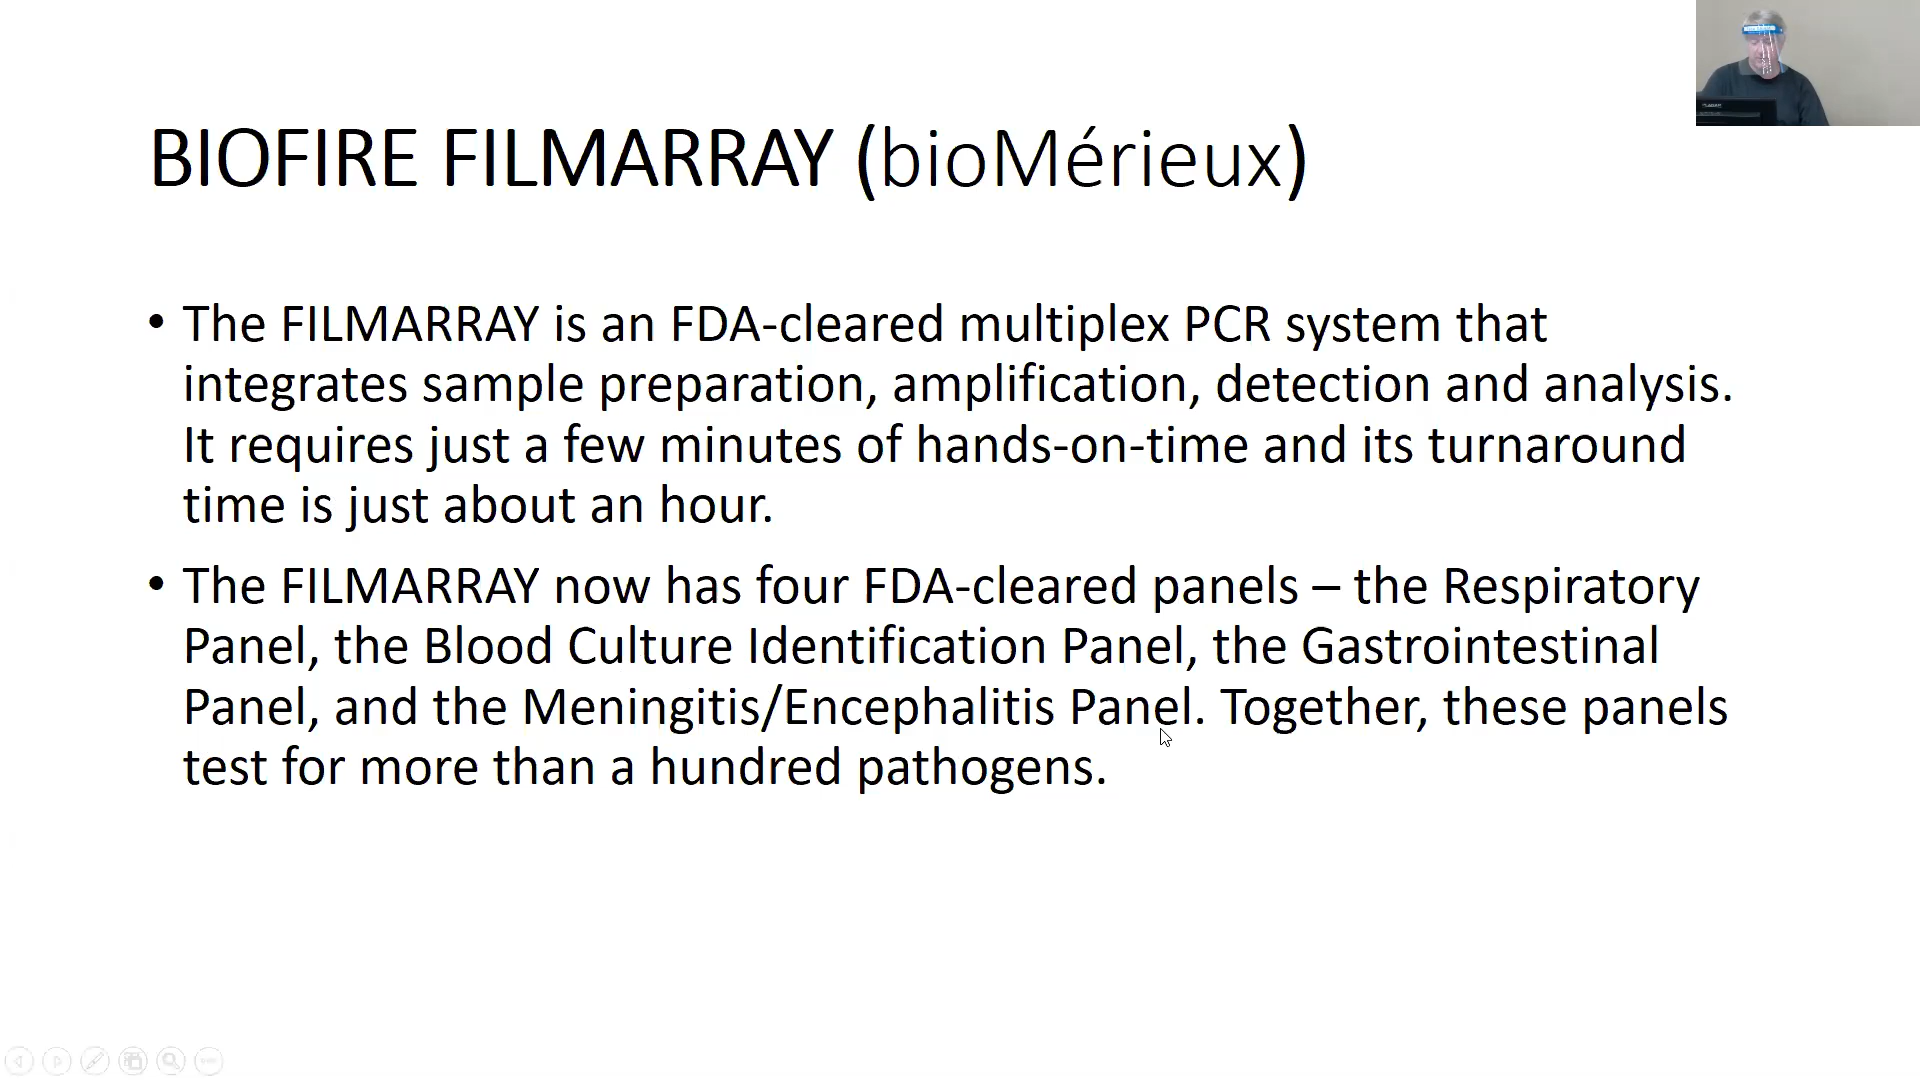 BIOFIRE FILMARRAY (bioMérieux)
• The FILMARRAY is an FDA-cleared multiplex PCR system that
integrates sample preparation, amplification, detection and analysis.
It requires just a few minutes of hands-on-time and its turnaround
time is just about an hour.
• The FILMARRAY now has four FDA-cleared panels – the Respiratory
Panel, the Blood Culture Identification Panel, the Gastrointestinal
Panel, and the Meningitis/Encephalitis Panel. Together, these panels
test for more than a hundred pathogens.